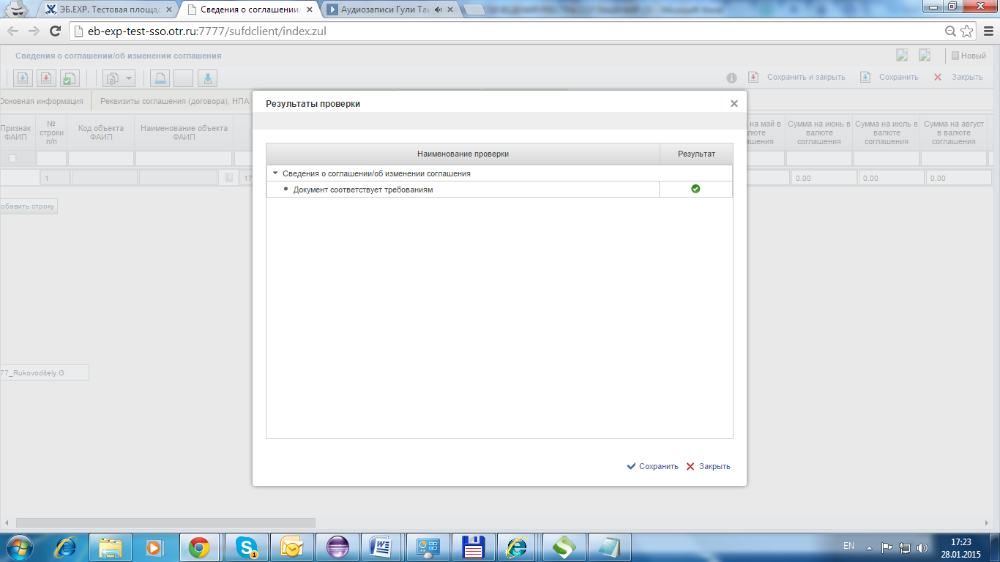 ЭБ.EXP. Тестовая площад
Сведения о соглашении/
Аудиозаписи Гули Таи
eb-exp-test-sso.otr.ru:7777/sufdclient/index.zul
Сведения о соглашении/об изменении соглашения
Новый
Сохранить и закрыть
Сохранить
Закрыть
Основная информация
Реквизиты соглашения (договора), НПА
Признак
ФАИП
№
строки
п/п
Код объекта
ФАИП
Наименование объекта
ФАИП
на май в
валюте
соглашения
Сумма на июнь в
валюте
соглашения
Сумма на июль в
валюте
соглашения
Сумма на август
в валюте
соглашения
1
17
0,00
0,00
0,00
обавить строку
77_Rukovoditely.G
Результаты проверки
Наименование проверки
Результат
Сведения о соглашении/об изменении соглашения
Документ соответствует требованиям
Сохранить
Закрыть
1
EN
17:23
28.01.2015